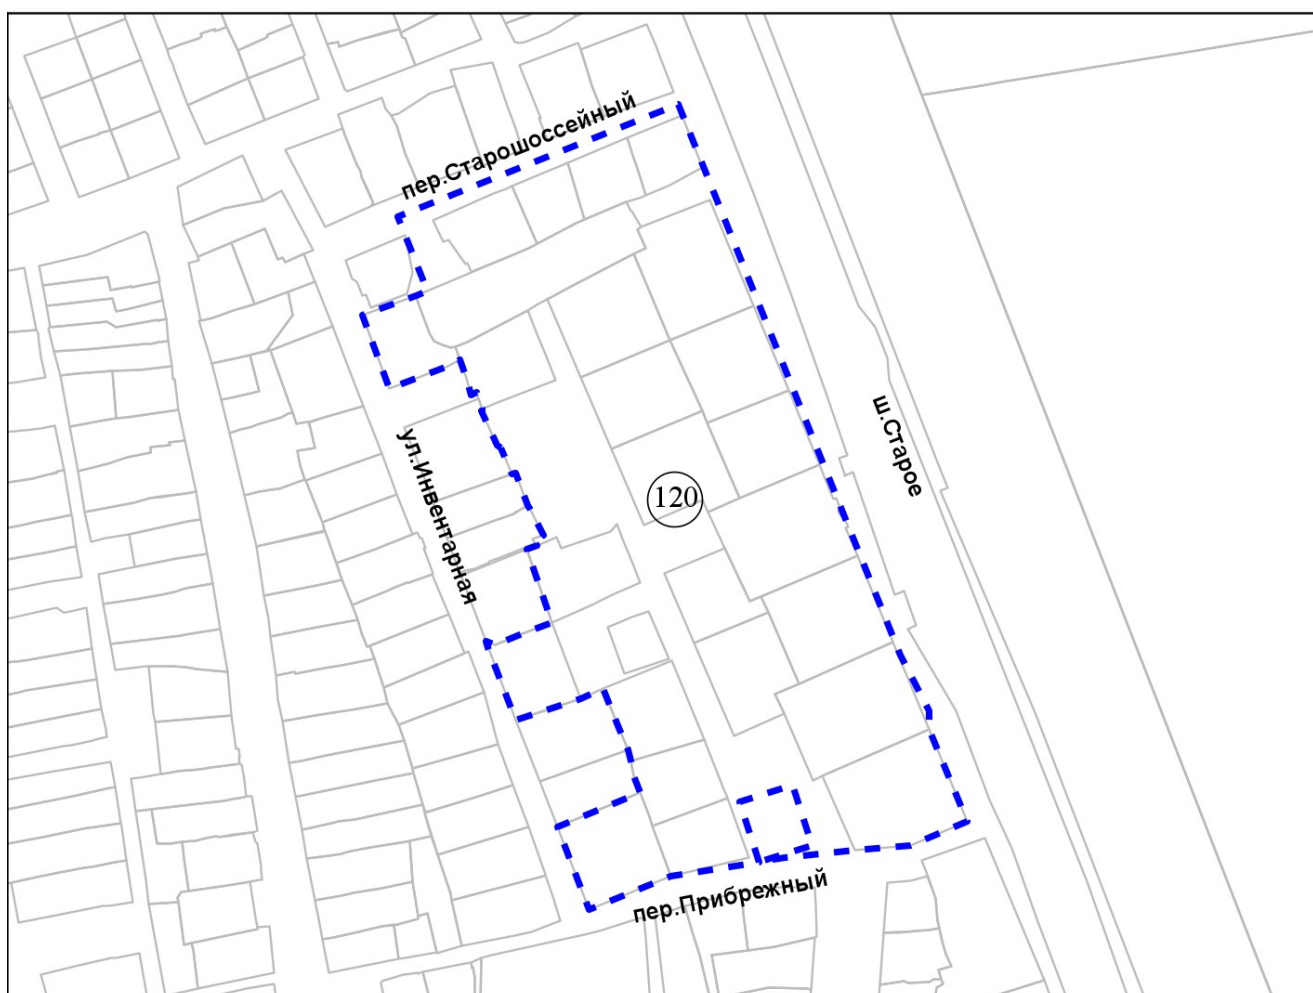 пер.Старошоссейный
ш.Старое
ул.Инвентарная
120
пер.Прибрежный